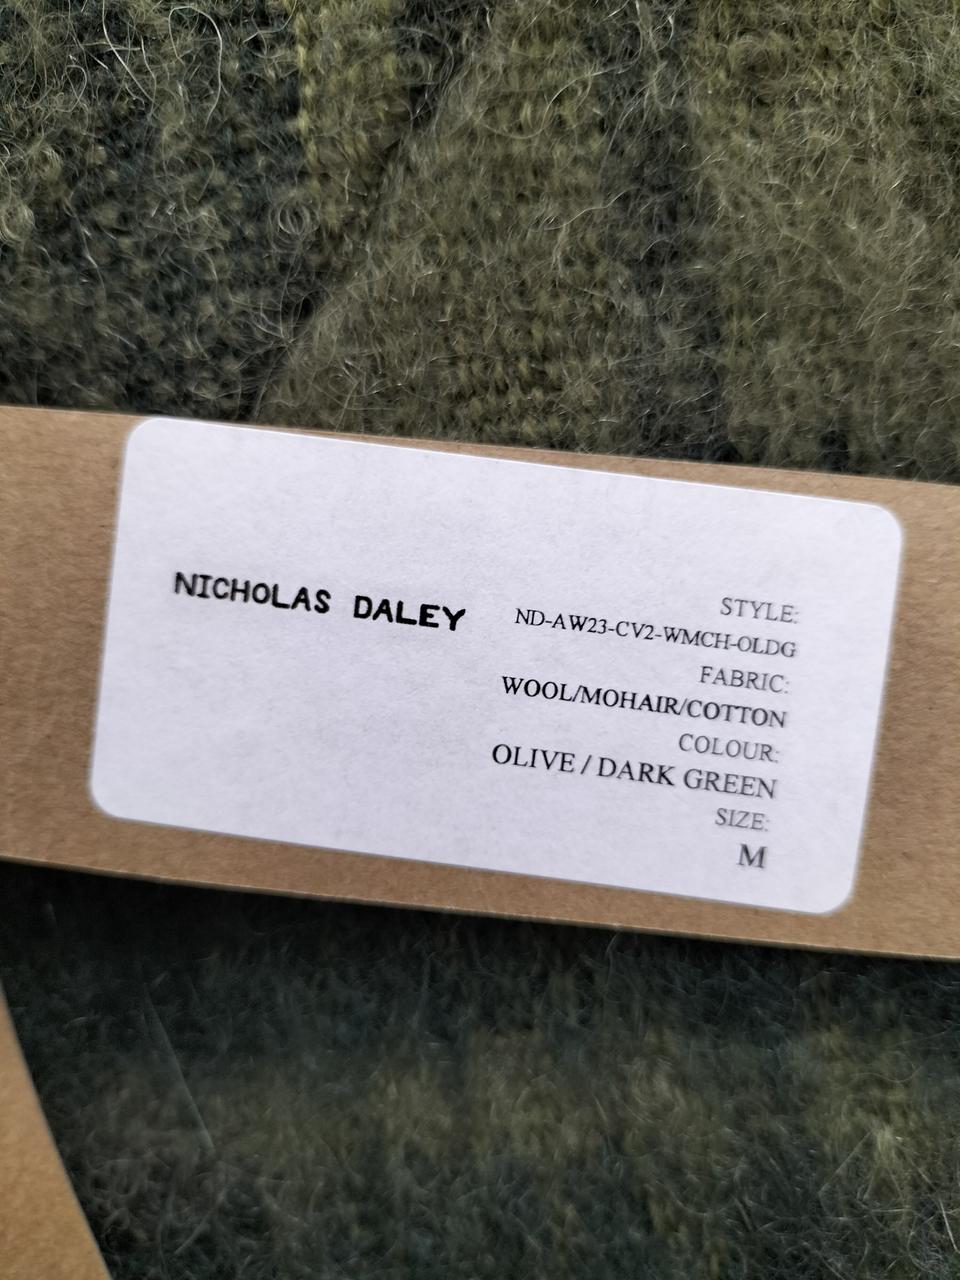 NICHOLAS DALEY
STYLE:
ND-AW23-CV2-WMCH-OLDG
FABRIC:
WOOL/MOHAIR/COTTON
COLOUR:
OLIVE / DARK GREEN
SIZE:
M